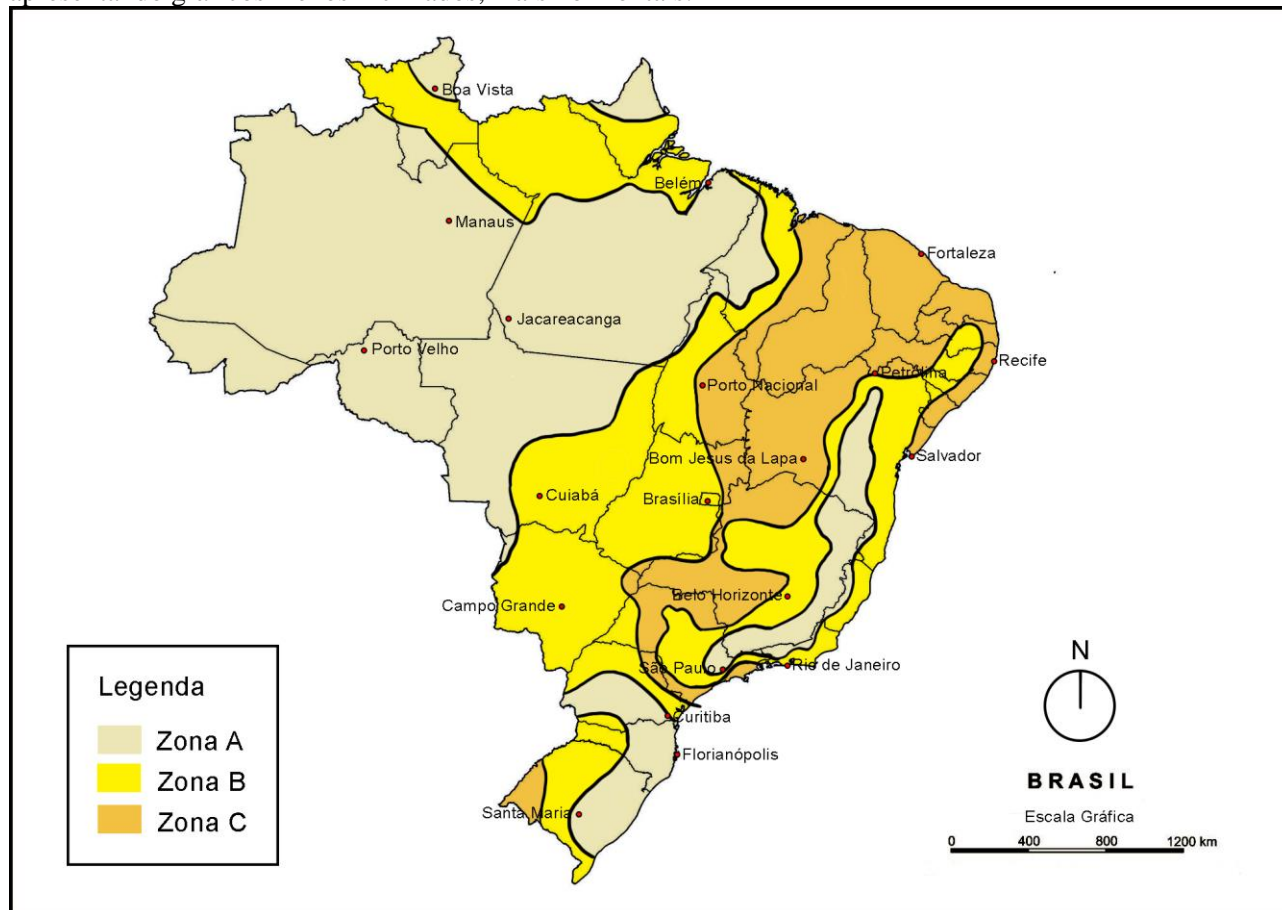 Boa Vista
Belém
Manaus
Fortaleza
Jacareacanga
Porto Velho
Recife
Petrolina
Porto Nacional
Bom Jesus da Lapa
Salvador
Cuiabá
Brasília
Belo Horizonte
Campo Grande
São Paulo
Rio de Janeiro
Curitiba
Florianópolis
Santa Maria
Legenda
Zona A
Zona B
Zona C
N
BRASIL
Escala Gráfica
0 400 800 1200 km